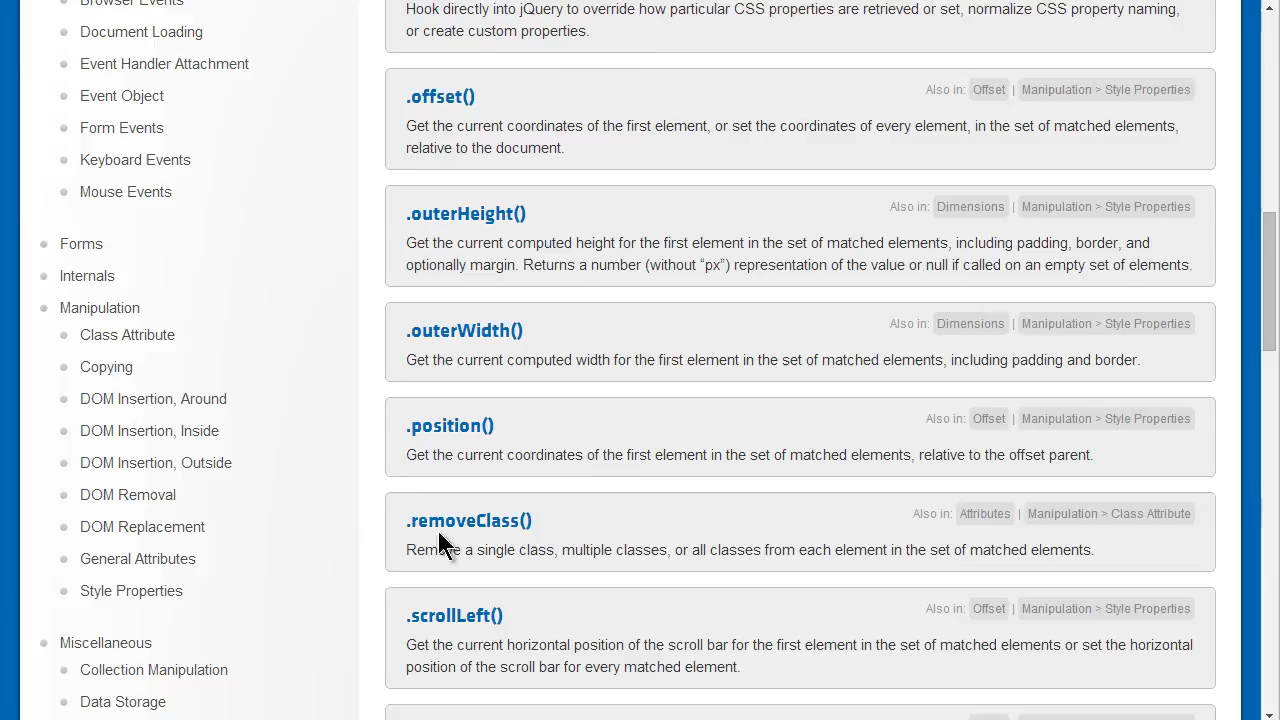 Browser Events
Document Loading
Event Handler Attachment
Event Object
Form Events
Keyboard Events
Mouse Events
Forms
Internals
Manipulation
Class Attribute
Copying
DOM Insertion, Around
DOM Insertion, Inside
DOM Insertion, Outside
DOM Removal
DOM Replacement
General Attributes
Style Properties
Miscellaneous
Collection Manipulation
Data Storage
Hook directly into jQuery to override how particular CSS properties are retrieved or set, normalize CSS property naming,
or create custom properties.
.offset()
Also in: Offset | Manipulation > Style Properties
Get the current coordinates of the first element, or set the coordinates of every element, in the set of matched elements,
relative to the document.
.outerHeight()
Also in: Dimensions | Manipulation > Style Properties
Get the current computed height for the first element in the set of matched elements, including padding, border, and
optionally margin. Returns a number (without “px”) representation of the value or null if called on an empty set of elements.
.outerWidth()
Also in: Dimensions | Manipulation > Style Properties
Get the current computed width for the first element in the set of matched elements, including padding and border.
.position()
Also in: Offset | Manipulation > Style Properties
Get the current coordinates of the first element in the set of matched elements, relative to the offset parent.
.removeClass()
Also in: Attributes | Manipulation > Class Attribute
Remove a single class, multiple classes, or all classes from each element in the set of matched elements.
.scrollLeft()
Also in: Offset | Manipulation > Style Properties
Get the current horizontal position of the scroll bar for the first element in the set of matched elements or set the horizontal
position of the scroll bar for every matched element.